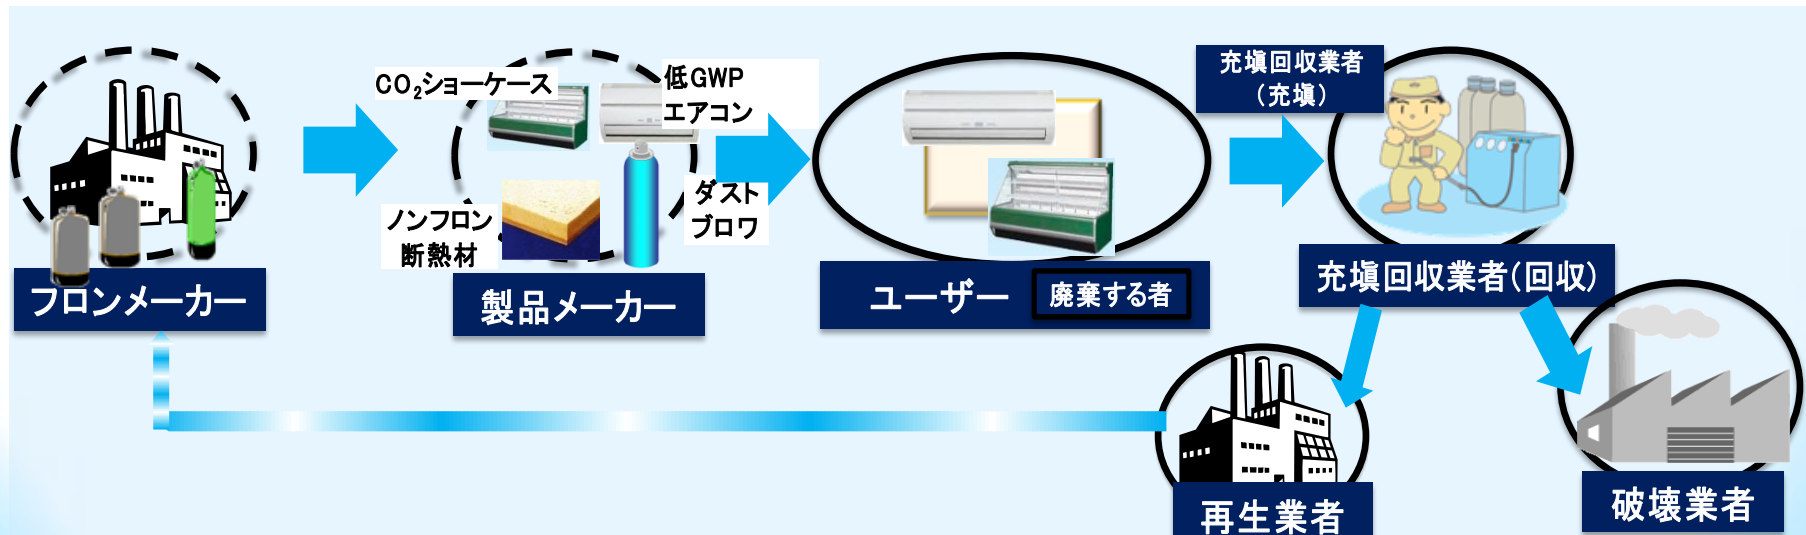 フロンメーカー
CO₂ショーケース
低GWP
エアコン
ノンフロン
断熱材
ダスト
ブロワ
製品メーカー
ユーザー
廃棄する者
充塡回収業者
(充塡)
充塡回収業者(回収)
再生業者
破壊業者